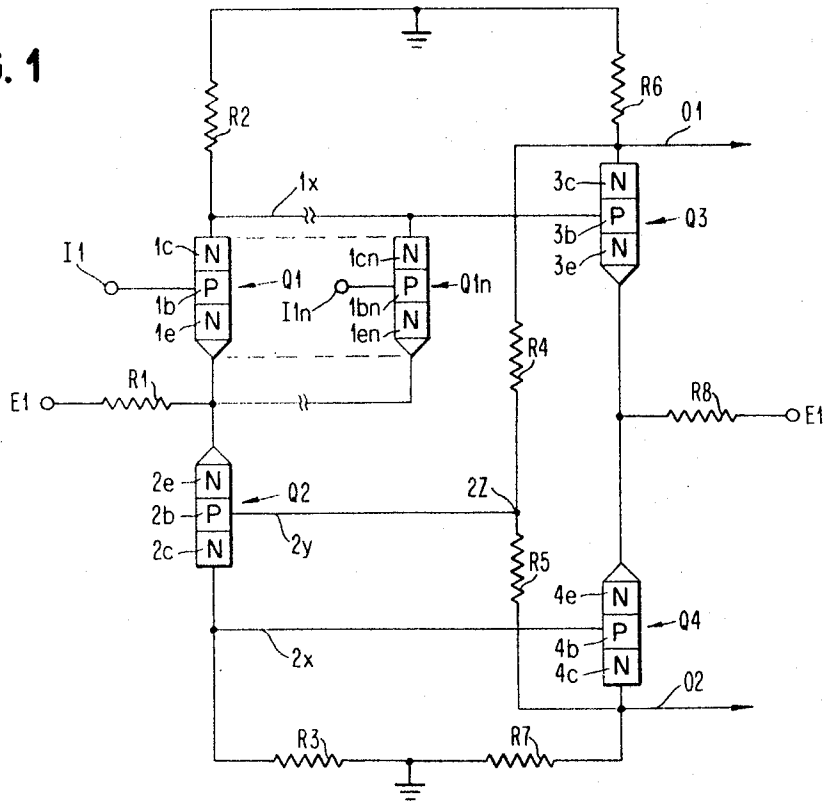 G. 1
R2
R6
O1
1x
3c N
3b P Q3
3e N
I1
1c N
1b P Q1
1e N
1cn N
I1n 1bn P Q1n
1en N
R4
E1 R1
R8 E1
2e N
2b P Q2
2c N
2y
2Z
R5
4e N
4b P Q4
4c N
2x
O2
R3
R7